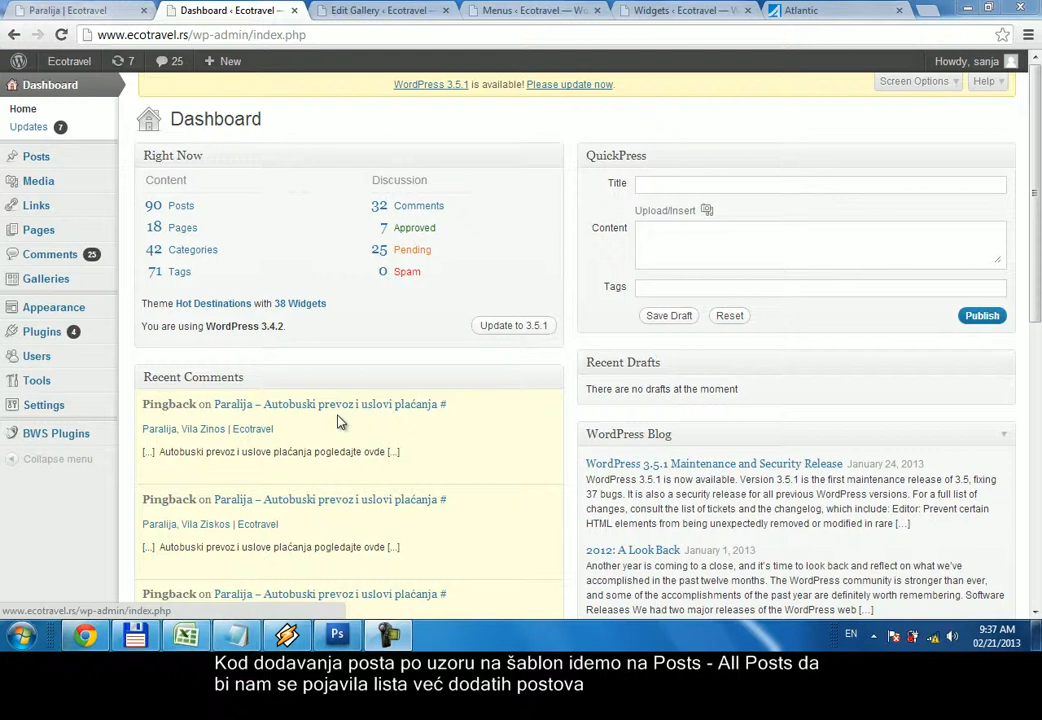 Paralija | Ecotravel
Dashboard ‹ Ecotravel —
Edit Gallery ‹ Ecotravel —
Menus ‹ Ecotravel — Wo
Widgets ‹ Ecotravel — W
Atlantic
www.ecotravel.rs/wp-admin/index.php
Ecotravel 7 25 + New Howdy, sanja
Dashboard
WordPress 3.5.1 is available! Please update now.
Screen Options Help
Home
Updates 7
Dashboard
Posts
Media
Links
Pages
Comments 25
Galleries
Appearance
Plugins 4
Users
Tools
Settings
BWS Plugins
Collapse menu
Right Now
Content Discussion
90 Posts 32 Comments
18 Pages 7 Approved
42 Categories 25 Pending
71 Tags 0 Spam
Theme Hot Destinations with 38 Widgets
You are using WordPress 3.4.2. Update to 3.5.1
Recent Comments
Pingback on Paralija – Autobuski prevoz i uslovi plaćanja #
Paralija, Vila Zinos | Ecotravel
[...] Autobuski prevoz i uslove plaćanja pogledajte ovde [...]
Pingback on Paralija – Autobuski prevoz i uslovi plaćanja #
Paralija, Vila Ziskos | Ecotravel
[...] Autobuski prevoz i uslove plaćanja pogledajte ovde [...]
Pingback on Paralija – Autobuski prevoz i uslovi plaćanja #
QuickPress
Title
Upload/Insert
Content
Tags
Save Draft Reset Publish
Recent Drafts
There are no drafts at the moment
WordPress Blog
WordPress 3.5.1 Maintenance and Security Release January 24, 2013
WordPress 3.5.1 is now available. Version 3.5.1 is the first maintenance release of 3.5, fixing
37 bugs. It is also a security release for all previous WordPress versions. For a full list of
changes, consult the list of tickets and the changelog, which include: Editor: Prevent certain
HTML elements from being unexpectedly removed or modified in rare [...]
2012: A Look Back January 1, 2013
Another year is coming to a close, and it's time to look back and reflect on what we've
accomplished in the past twelve months. The WordPress community is stronger than ever,
and some of the accomplishments of the year are definitely worth remembering. Software
Releases We had two major releases of the WordPress web [...]
www.ecotravel.rs/wp-admin/index.php
Ps
EN
9:37 AM
02/21/2013
Kod dodavanja posta po uzoru na šablon idemo na Posts - All Posts da
bi nam se pojavila lista već dodatih postova